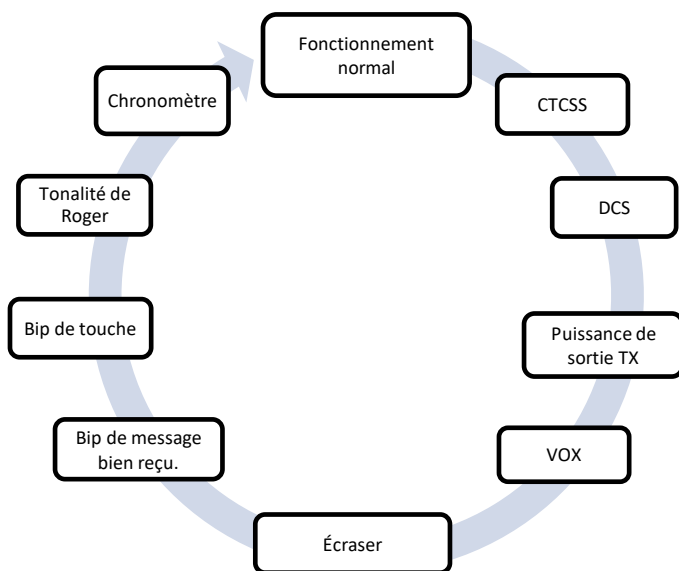 Fonctionnement
normal
CTCSS
DCS
Puissance de
sortie TX
VOX
Écraser
Bip de message
bien reçu.
Bip de touche
Tonalité de
Roger
Chronomètre